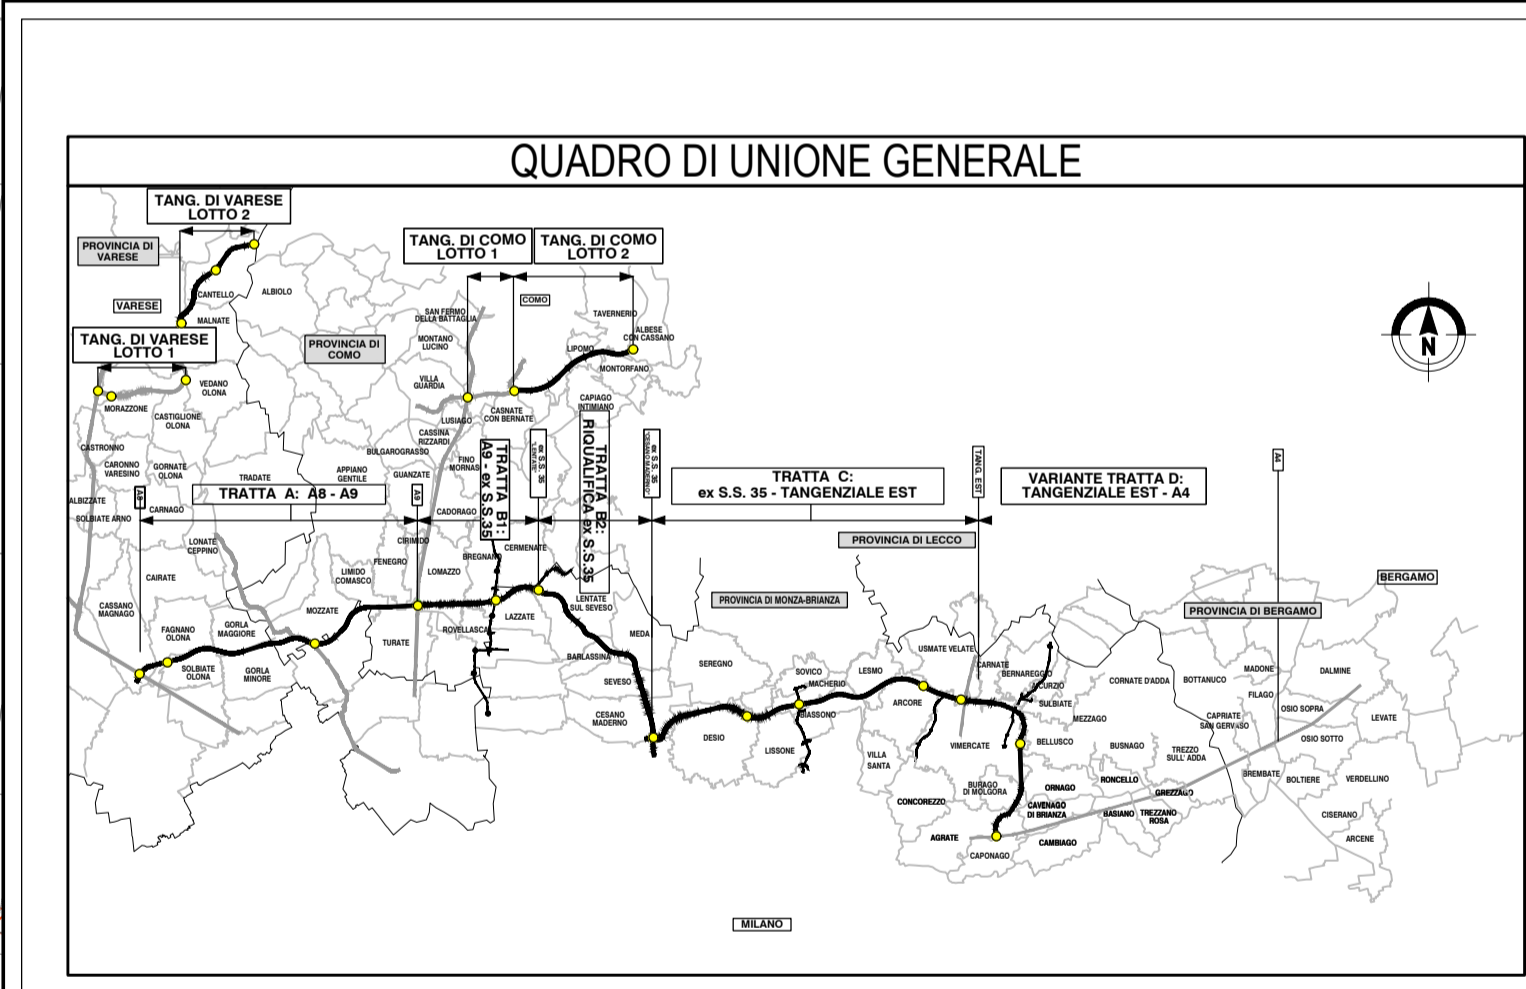 QUADRO DI UNIONE GENERALE
TANG. DI VARESE
LOTTO 2
PROVINCIA DI
VARESE
TANG. DI COMO
LOTTO 1
TANG. DI COMO
LOTTO 2
CANTELLO
ALBIOLO
VARESE
MALNATE
COMO
SAN FERMO
DELLA BATTAGLIA
TAVERNERIO
ALBESE
CON CASSANO
TANG. DI VARESE
LOTTO 1
PROVINCIA DI
COMO
MONTANO
LUCINO
LIPOMO
MONTORFANO
VILLA
GUARDIA
VEDANO
OLONA
MORAZZONE
CASTIGLIONE
OLONA
CAPIAGO
INTIMIANO
LUSIAGO
CASNATE
CON BERNATE
CASSINA
RIZZARDI
CASTRONNO
BULGAROGRASSO
CARONNO
VARESINO
GORNATE
OLONA
TRADATE
APPIANO
GENTILE
GUANZATE
FINO
MORNAS
TRATTA B1:
A9 - ex S.S.35
ex S.S. 35
"LENTATE"
TRATTA B2:
RIQUALIFICA ex S.S.35
ex S.S. 35
"CESANO MADERNO"
TRATTA C:
ex S.S. 35 - TANGENZIALE EST
TANG. EST
VARIANTE TRATTA D:
TANGENZIALE EST - A4
A4
ALBIZZATE
A8
TRATTA A: A8 - A9
A9
SOLBIATE ARNO
CARNAGO
CADORAGO
CIRIMIDO
LONATE
CEPPINO
FENEGRO
BREGNANO
CERMENATE
PROVINCIA DI LECCO
CAIRATE
LIMIDO
COMASCO
LOMAZZO
BERGAMO
CASSANO
MAGNAGO
MOZZATE
LAZZATE
LENTATE
SUL SEVESO
PROVINCIA DI MONZA-BRIANZA
PROVINCIA DI BERGAMO
FAGNANO
OLONA
GORLA
MAGGIORE
TURATE
ROVELLASCA
MEDA
BARLASSINA
SEREGNO
USMATE VELATE
CARNATE
BERNAREGGIO
SOLBIATE
OLONA
GORLA
MINORE
SEVESO
SOVICO
MACHERIO
LESMO
CURZIO
CORNATE D'ADDA
BOTTANUCO
MADONE
DALMINE
FILAGO
ARCORE
SULBIATE
MEZZAGO
OSIO SOPRA
CESANO
MADERNO
BIASSONO
CAPRIATE
SAN GERVASO
LEVATE
DESIO
LISSONE
VILLA
SANTA
VIMERCATE
BELLUSCO
BUSNAGO
TREZZO
SULL' ADDA
OSIO SOTTO
BREMBATE
BOLTIERE
VERDELLINO
BURAGO
DI MOLGORA
ORNAGO
RONCELLO
GREZZAGO
CONCOREZZO
CAVENAGO
DI BRIANZA
BASIANO
TREZZANO
ROSA
CISERANO
AGRATE
CAMBIAGO
ARCENE
CAPONAGO
MILANO
N